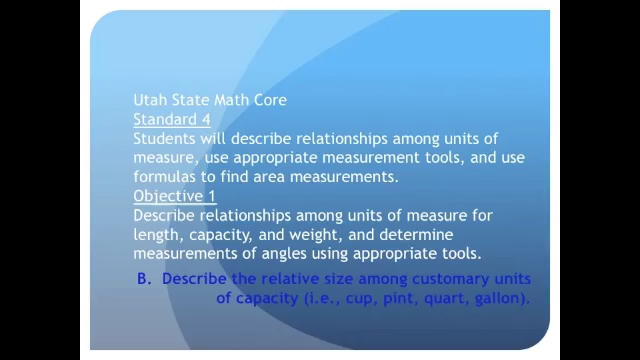 Utah State Math Core
Standard 4
Students will describe relationships among units of
measure, use appropriate measurement tools, and use
formulas to find area measurements.
Objective 1
Describe relationships among units of measure for
length, capacity, and weight, and determine
measurements of angles using appropriate tools.
B. Describe the relative size among customary units
of capacity (i.e., cup, pint, quart, gallon).